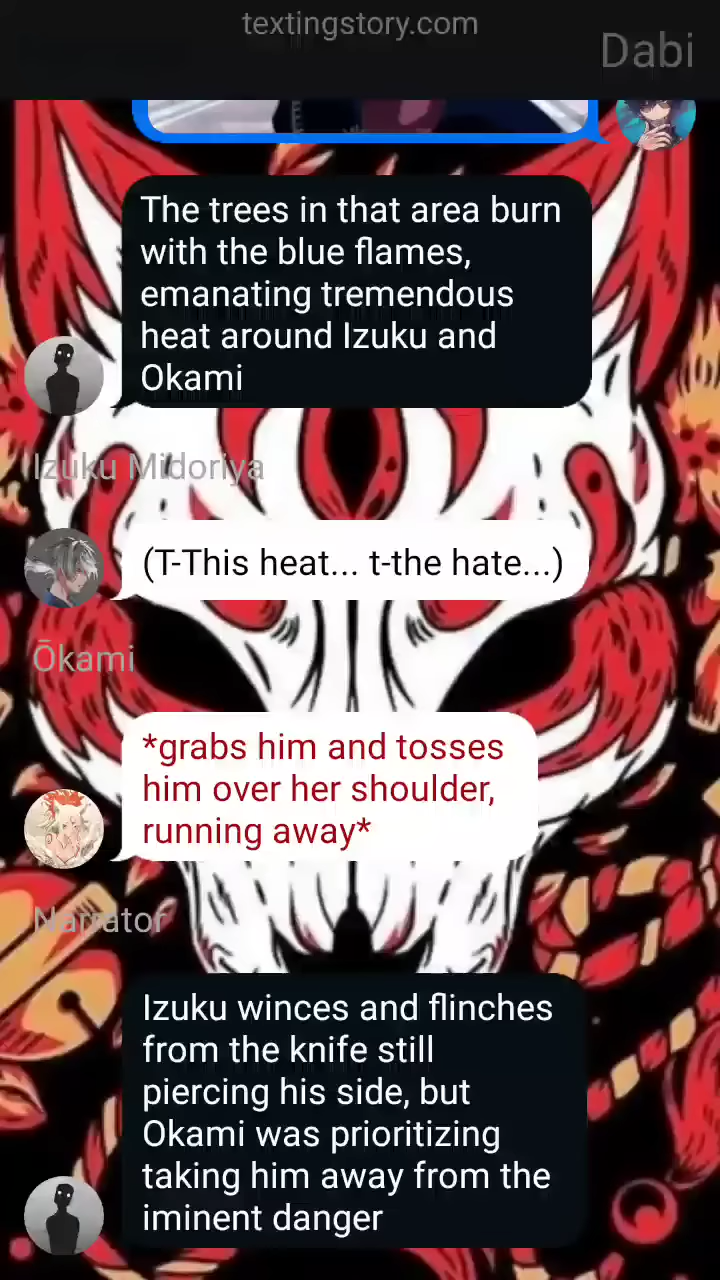 textingstory.com
Dabi
The trees in that area burn
with the blue flames,
emanating tremendous
heat around Izuku and
Okami
Izuku Midoriya
(T-This heat... t-the hate...)
Ōkami
*grabs him and tosses
him over her shoulder,
running away*
Narrator
Izuku winces and flinches
from the knife still
piercing his side, but
Okami was prioritizing
taking him away from the
iminent danger